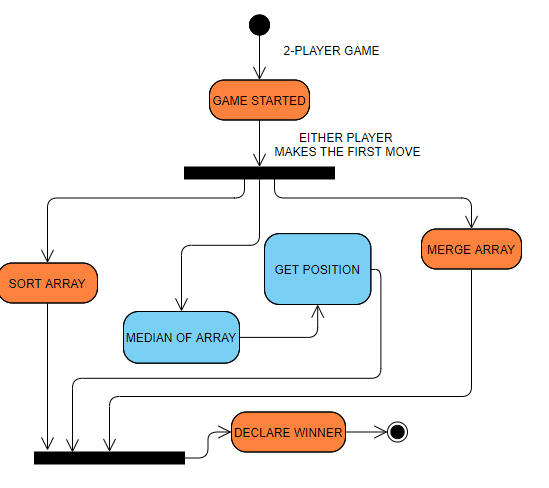 2-PLAYER GAME
GAME STARTED
EITHER PLAYER
MAKES THE FIRST MOVE
MERGE ARRAY
GET POSITION
SORT ARRAY
MEDIAN OF ARRAY
DECLARE WINNER